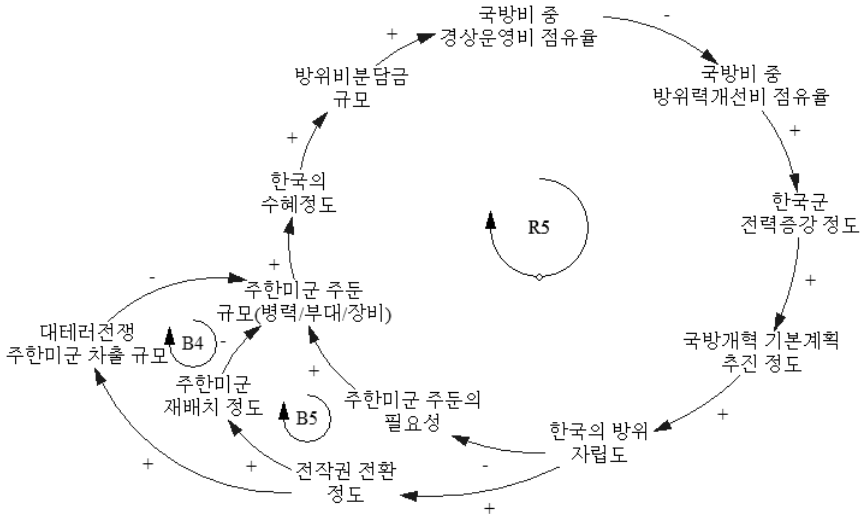 국방비 중
경상운영비 점유율
-
+
국방비 중
방위력개선비 점유율
방위비분담금
규모
+
+
한국의
수혜정도
한국군
전력증강 정도
R5
+
+
주한미군 주둔
규모(병력/부대/장비)
-
대테러전쟁
주한미군 차출 규모
B4
-
국방개혁 기본계획
추진 정도
+
주한미군
재배치 정도
주한미군 주둔의
필요성
B5
+
한국의 방위
자립도
-
+
+
전작권 전환
정도
+